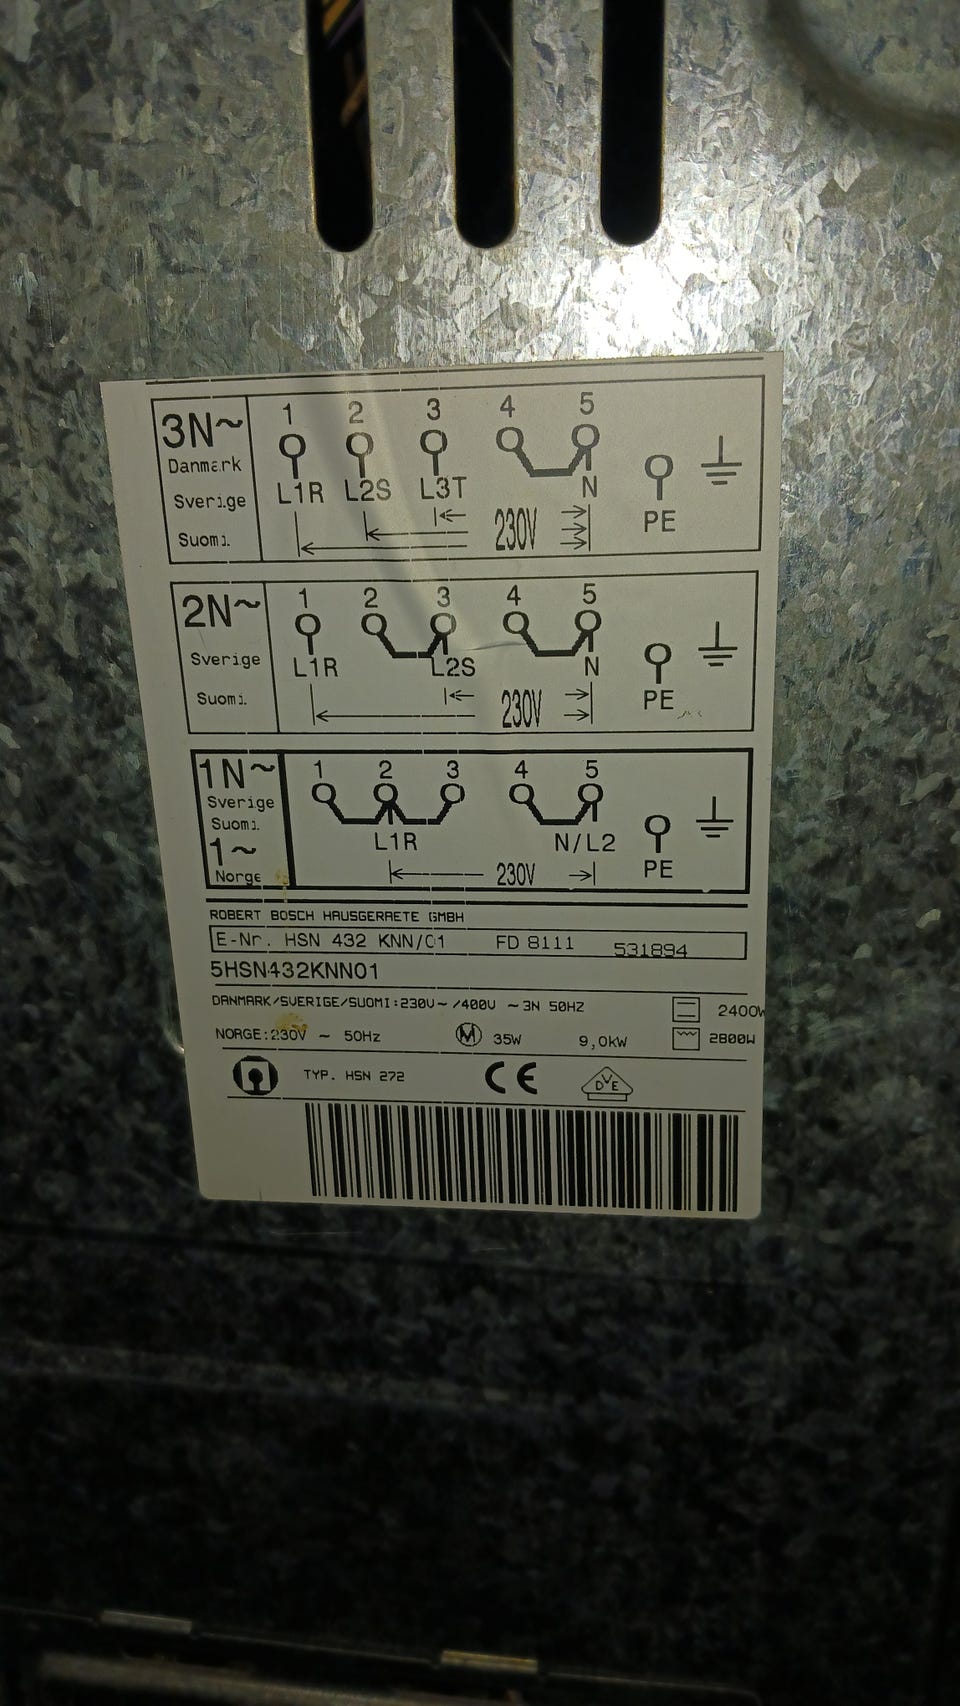 3N~ 1 2 3 4 5
Danmark
Sverige L1R L2S L3T N
Suomi 230V PE
2N~ 1 2 3 4 5
Sverige L1R L2S N
Suomi 230V PE
1N~ 1 2 3 4 5
Sverige
Suomi
1~ L1R N/L2
Norge 230V PE
ROBERT BOSCH HAUSGERAETE GMBH
E-Nr. HSN 432 KNN/01 FD 8111 531894
5HSN432KNN01
DANMARK/SVERIGE/SUOMI:230V~ /400V ~3N 50HZ 2400W
NORGE:230V ~ 50Hz M 35W 9,0kW 2800W
TYP. HSN 272 CE DVE